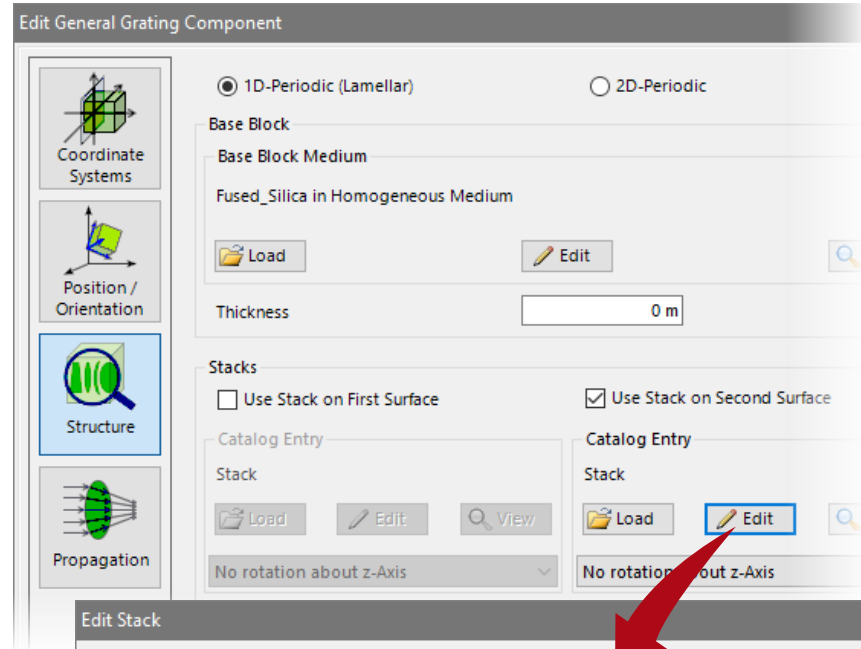 Edit General Grating Component
1D-Periodic (Lamellar) 2D-Periodic
Base Block
Coordinate Systems
Base Block Medium
Fused_Silica in Homogeneous Medium
Load Edit
Position / Orientation
Thickness 0 m
Stacks
Use Stack on First Surface Use Stack on Second Surface
Structure
Catalog Entry Catalog Entry
Stack Stack
Load Edit View Load Edit
Propagation
No rotation about z-Axis No rotation about z-Axis
Edit Stack